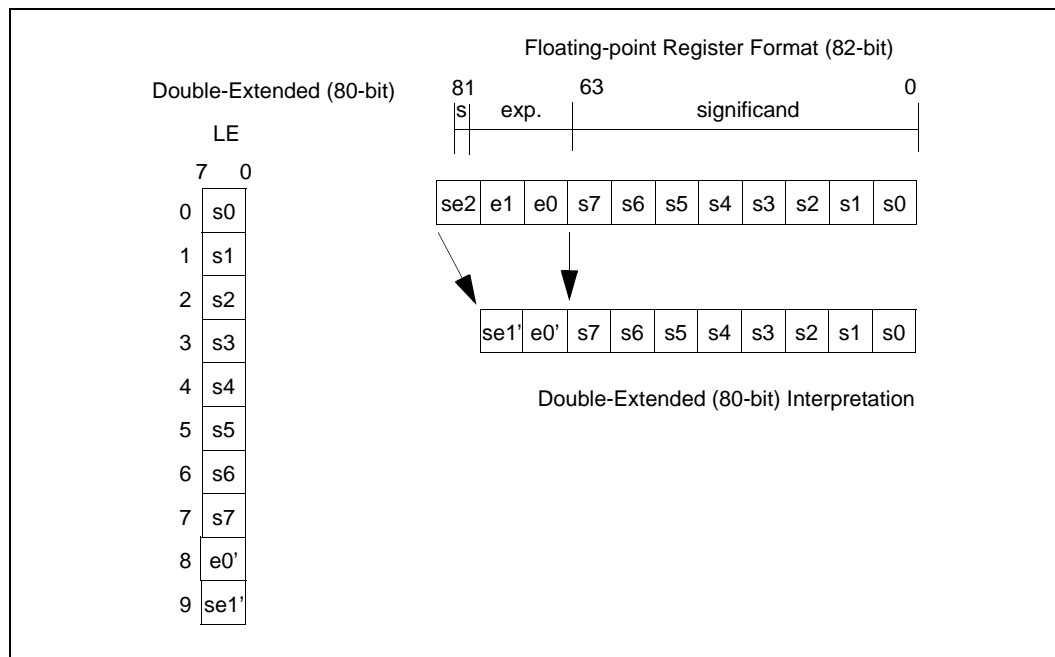 Floating-point Register Format (82-bit)
Double-Extended (80-bit)
81 63 0
s exp. significand
LE
7 0
0 s0
1 s1
2 s2
3 s3
4 s4
5 s5
6 s6
7 s7
8 e0’
9 se1’
se2 e1 e0 s7 s6 s5 s4 s3 s2 s1 s0
se1’ e0’ s7 s6 s5 s4 s3 s2 s1 s0
Double-Extended (80-bit) Interpretation